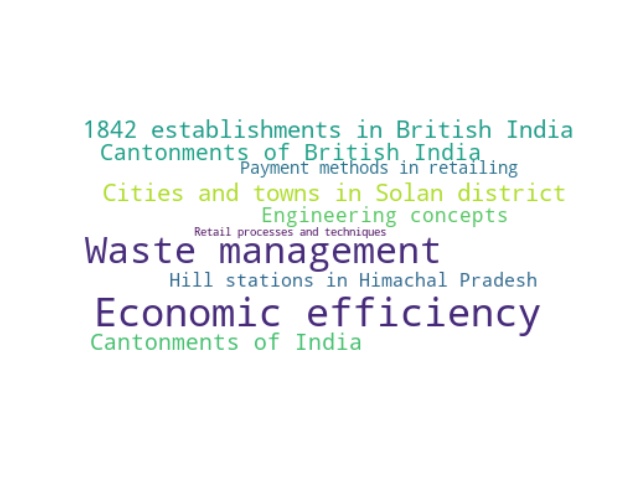 1842 establishments in British India
Cantonments of British India
Payment methods in retailing
Cities and towns in Solan district
Engineering concepts
Retail processes and techniques
Waste management
Hill stations in Himachal Pradesh
Economic efficiency
Cantonments of India